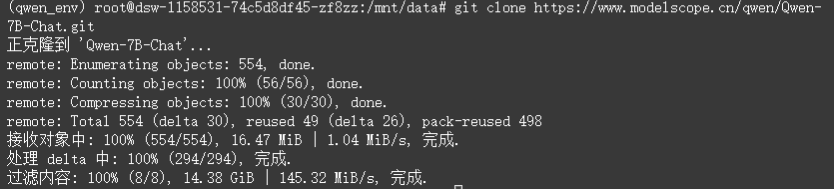 (qwen_env) root@dsw-1158531-74c5d8df45-zf8zz:/mnt/data# git clone https://www.modelscope.cn/qwen/Qwen-
7B-Chat.git
正克隆到 'Qwen-7B-Chat'...
remote: Enumerating objects: 554, done.
remote: Counting objects: 100% (56/56), done.
remote: Compressing objects: 100% (30/30), done.
remote: Total 554 (delta 30), reused 49 (delta 26), pack-reused 498
接收对象中: 100% (554/554), 16.47 MiB | 1.04 MiB/s, 完成.
处理 delta 中: 100% (294/294), 完成.
过滤内容: 100% (8/8), 14.38 GiB | 145.32 MiB/s, 完成.